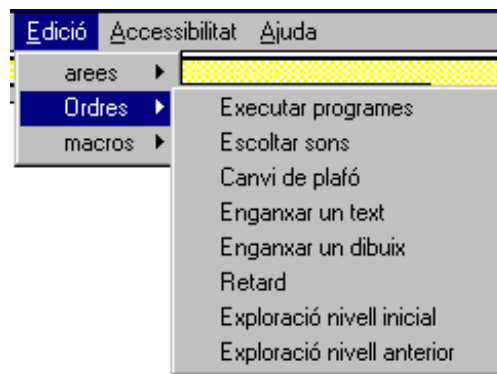 Edició Accessibilitat Ajuda
arees
Ordres
macros
Executar programes
Escoltar sons
Canvi de plafó
Enganxar un text
Enganxar un dibuix
Retard
Exploració nivell inicial
Exploració nivell anterior